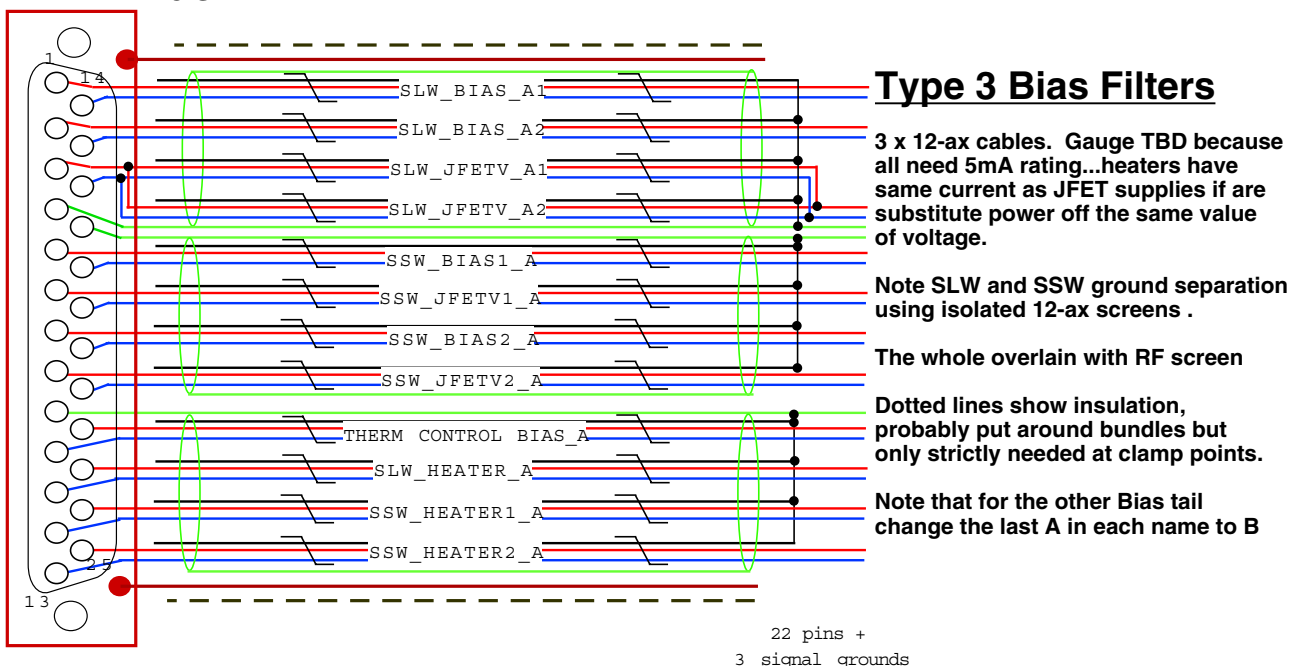 1
14
SLW_BIAS_A1
SLW_BIAS_A2
SLW_JFETV_A1
SLW_JFETV_A2
SSW_BIAS1_A
SSW_JFETV1_A
SSW_BIAS2_A
SSW_JFETV2_A
THERM CONTROL BIAS_A
SLW_HEATER_A
SSW_HEATER1_A
SSW_HEATER2_A
25
13
22 pins +
3 signal grounds
Type 3 Bias Filters
3 x 12-ax cables. Gauge TBD because
all need 5mA rating...heaters have
same current as JFET supplies if are
substitute power off the same value
of voltage.
Note SLW and SSW ground separation
using isolated 12-ax screens .
The whole overlain with RF screen
Dotted lines show insulation,
probably put around bundles but
only strictly needed at clamp points.
Note that for the other Bias tail
change the last A in each name to B